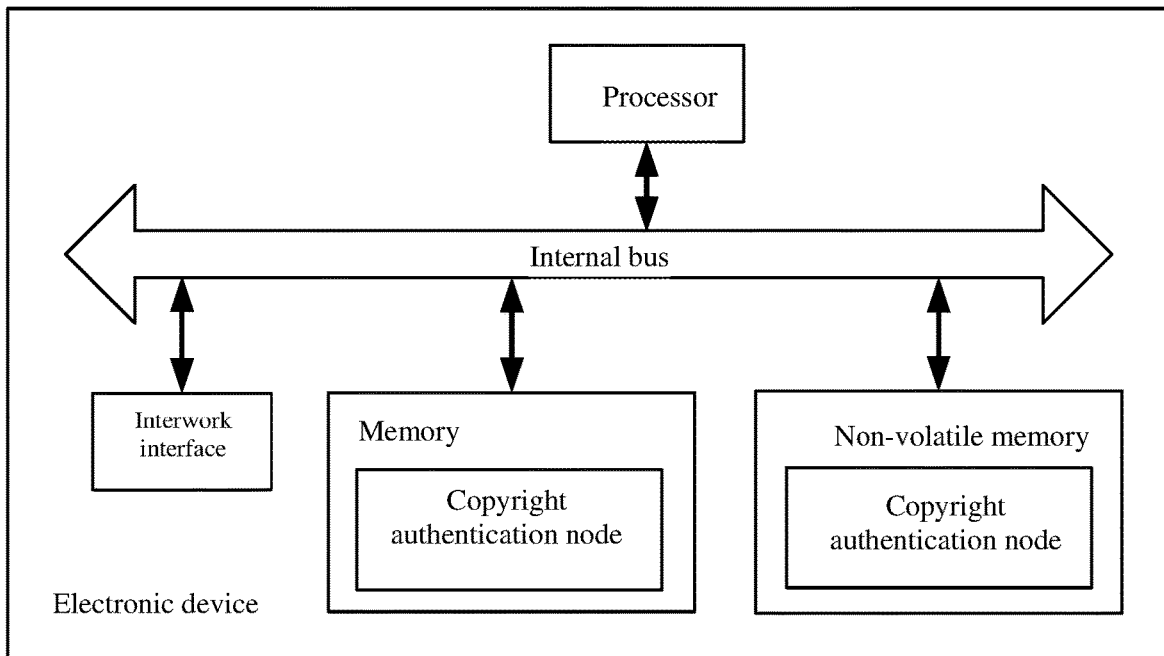 Processor
Internal bus
Interwork
interface
Memory
Copyright
authentication node
Non-volatile memory
Copyright
authentication node
Electronic device